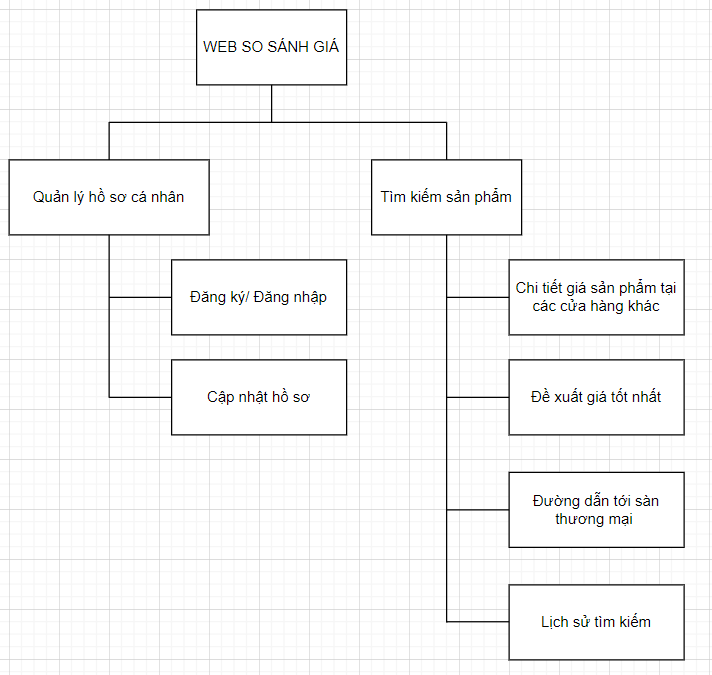 WEB SO SÁNH GIÁ
Quản lý hồ sơ cá nhân
Tìm kiếm sản phẩm
Đăng ký/ Đăng nhập
Cập nhật hồ sơ
Chi tiết giá sản phẩm tại
các cửa hàng khác
Đề xuất giá tốt nhất
Đường dẫn tới sàn
thương mại
Lịch sử tìm kiếm